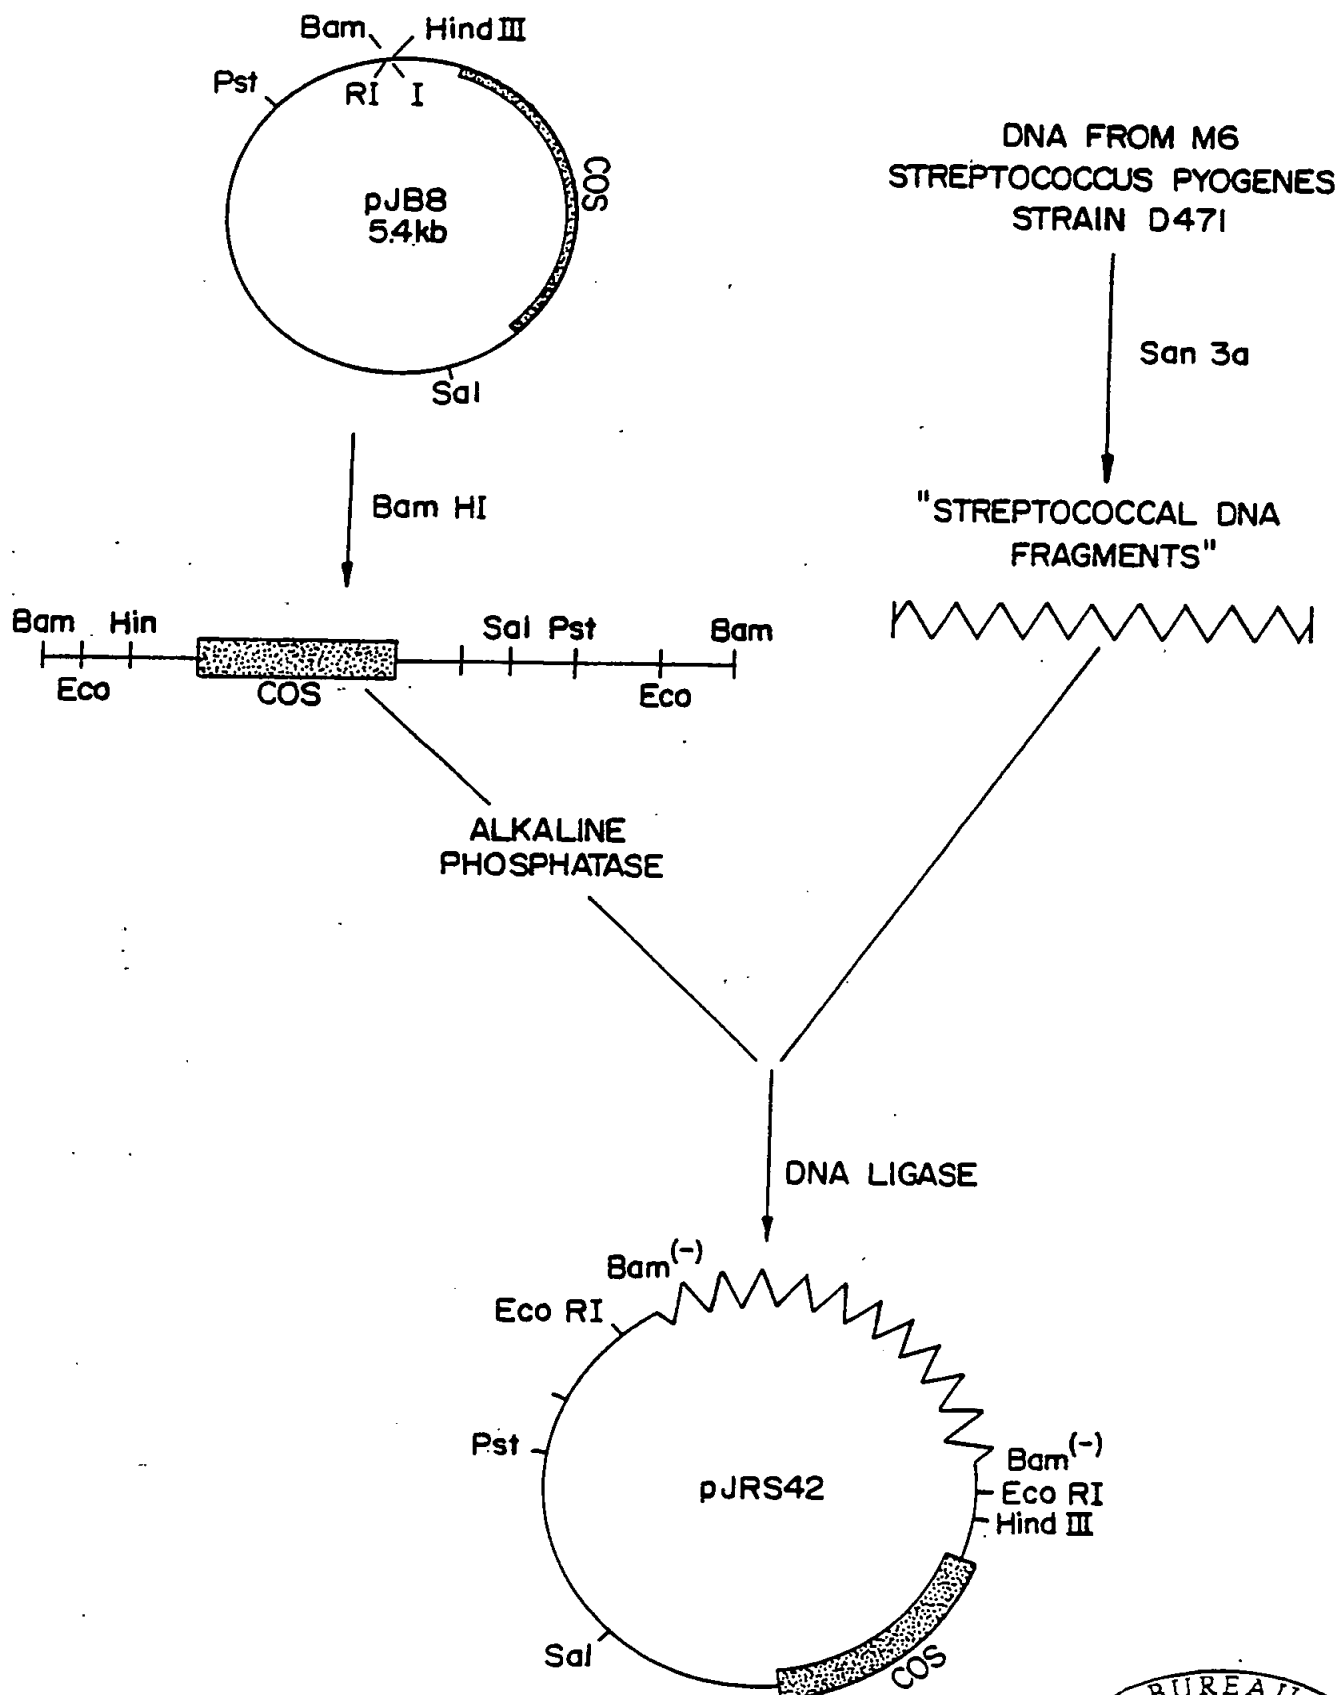 Bam
Hind III
Pst
RI I
COS
pJB8
5.4kb
Sal
DNA FROM M6
STREPTOCOCCUS PYOGENES
STRAIN D471
San 3a
Bam HI
"STREPTOCOCCAL DNA
FRAGMENTS"
Bam Hin Sal Pst Bam
Eco COS Eco
ALKALINE
PHOSPHATASE
DNA LIGASE
Bam(-)
Eco RI
Pst
pJRS42
Bam(-)
Eco RI
Hind III
Sal
COS
BUREAU